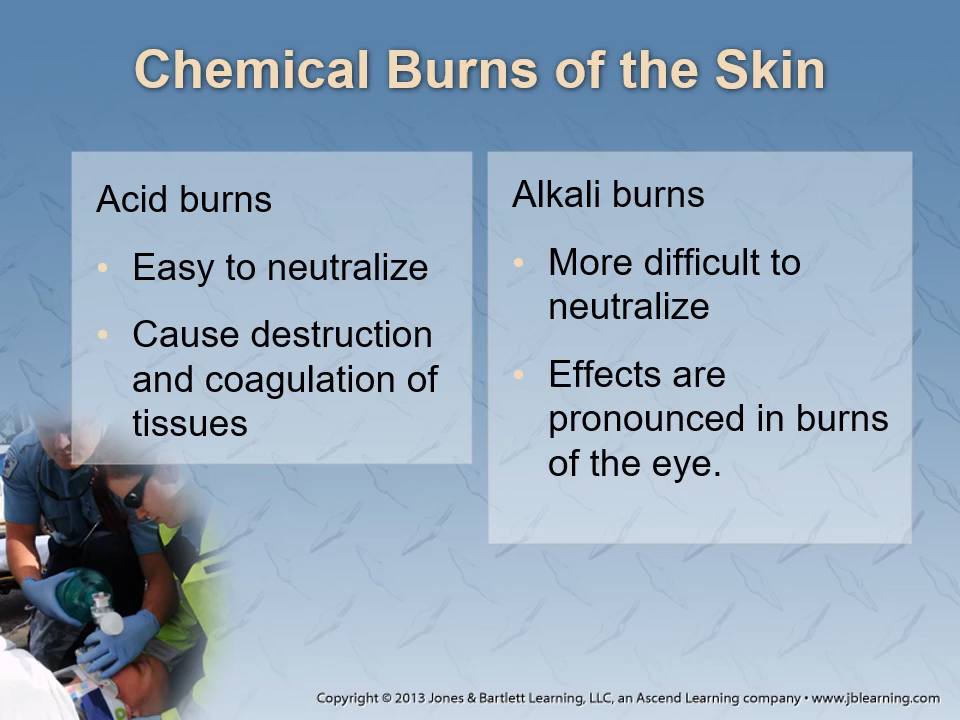 Chemical Burns of the Skin
Acid burns
• Easy to neutralize
• Cause destruction
and coagulation of
tissues
Alkali burns
• More difficult to
neutralize
• Effects are
pronounced in burns
of the eye.
Copyright © 2013 Jones & Bartlett Learning, LLC, an Ascend Learning company • www.jblearning.com